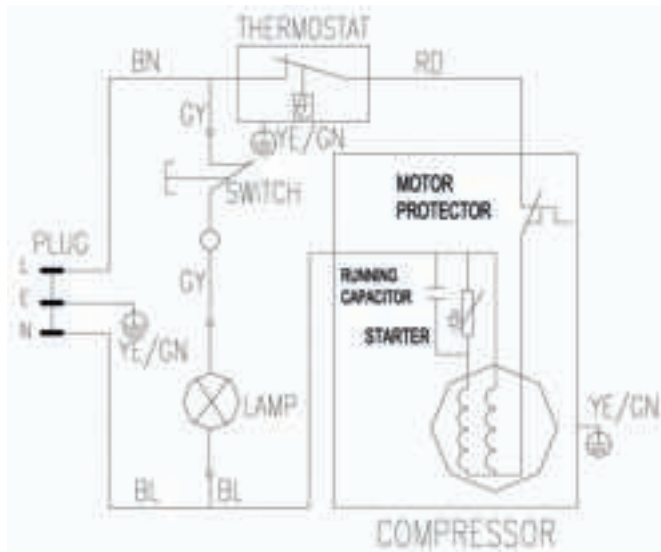 THERMOSTAT
BN
RD
GY
YE/GN
SWITCH
MOTOR
PROTECTOR
PLUG
L
E
N
GY
YE/GN
RUNNING
CAPACITOR
STARTER
LAMP
YE/GN
BL
BL
COMPRESSOR